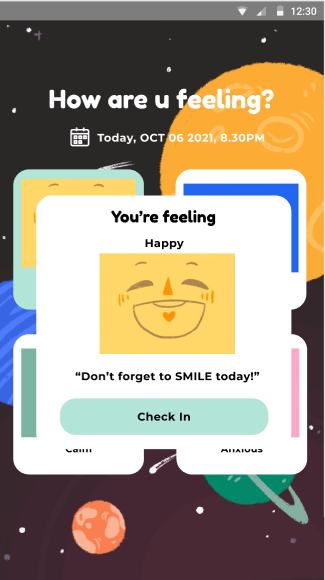 12:30
How are u feeling?
Today, OCT 06 2021, 8.30PM
You're feeling
Happy
“Don't forget to SMILE today!”
Check In
Calm
Anxious